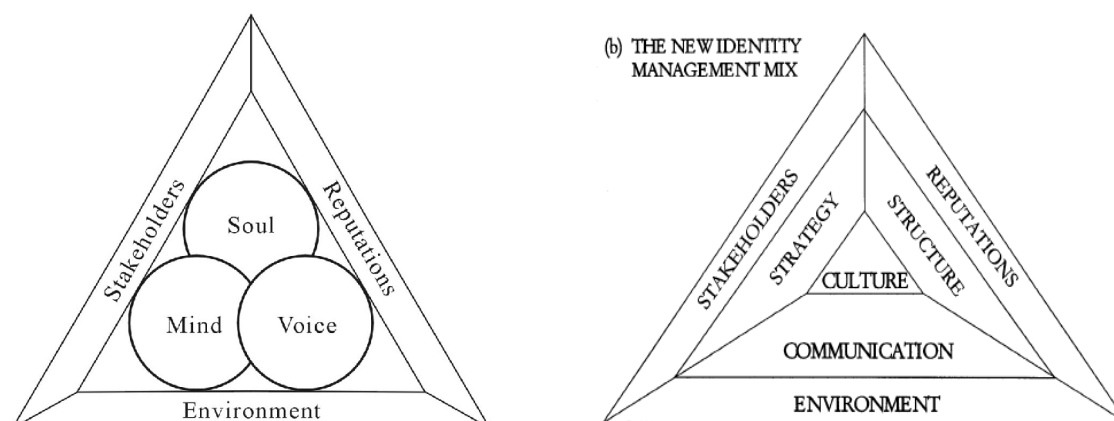 Stakeholders
Reputations
Soul
Mind
Voice
Environment
(b) THE NEW IDENTITY
MANAGEMENT MIX
STAKEHOLDERS
REPUTATIONS
STRATEGY
STRUCTURE
CULTURE
COMMUNICATION
ENVIRONMENT